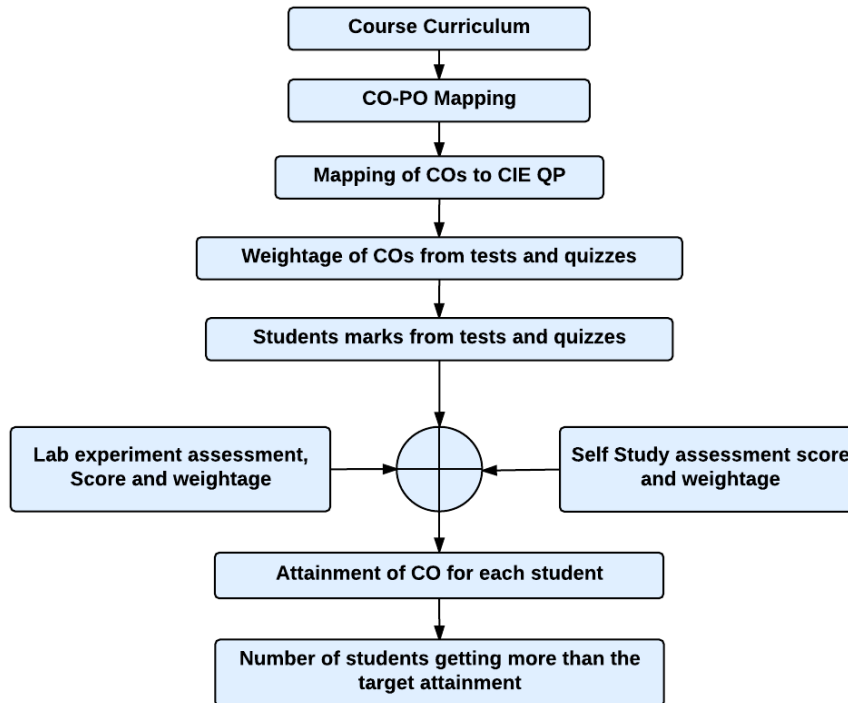 Course Curriculum
CO-PO Mapping
Mapping of COs to CIE QP
Weightage of COs from tests and quizzes
Students marks from tests and quizzes
Lab experiment assessment,
Score and weightage
Self Study assessment score
and weightage
Attainment of CO for each student
Number of students getting more than the
target attainment